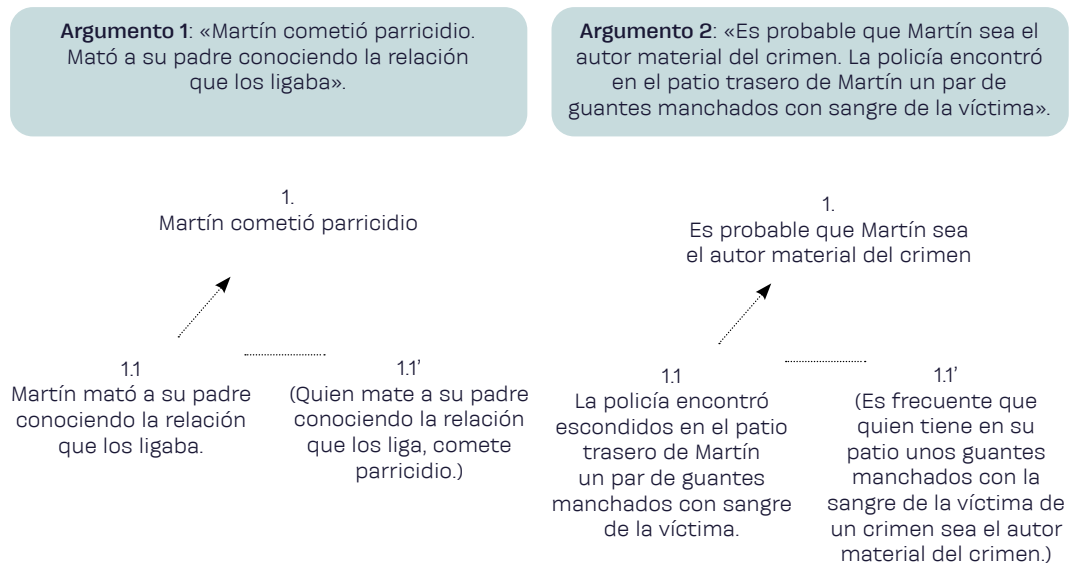 Argumento 1: «Martín cometió parricidio.
Mató a su padre conociendo la relación
que los ligaba».
Argumento 2: «Es probable que Martín sea el
autor material del crimen. La policía encontró
en el patio trasero de Martín un par de
guantes manchados con sangre de la víctima».
1.
Martín cometió parricidio
1.1
Martín mató a su padre
conociendo la relación
que los ligaba.
1.1’
(Quien mate a su padre
conociendo la relación
que los liga, comete
parricidio.)
1.
Es probable que Martín sea
el autor material del crimen
1.1
La policía encontró
escondidos en el patio
trasero de Martín
un par de guantes
manchados con sangre
de la víctima.
1.1’
(Es frecuente que
quien tiene en su
patio unos guantes
manchados con la
sangre de la víctima de
un crimen sea el autor
material del crimen.)